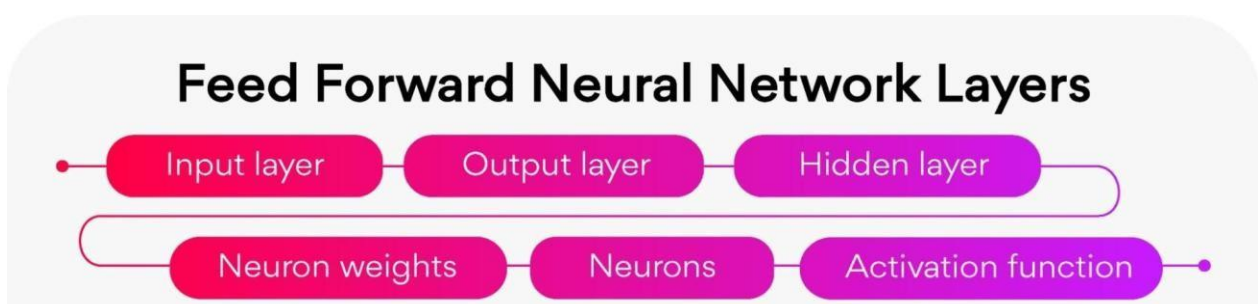 Feed Forward Neural Network Layers
Input layer Output layer Hidden layer
Neuron weights Neurons Activation function